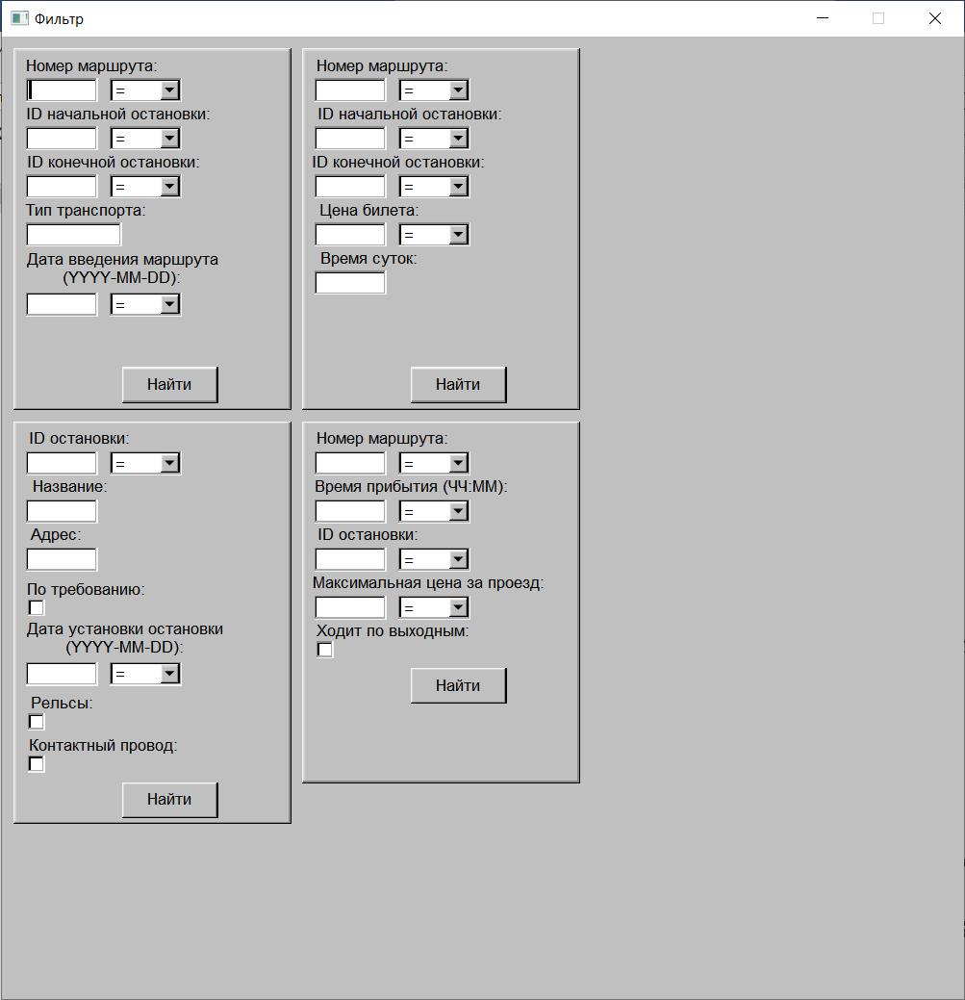 Фильтр
Номер маршрута:
=
ID начальной остановки:
=
ID конечной остановки:
=
Тип транспорта:
Дата введения маршрута
(YYYY-MM-DD):
=
Найти
Номер маршрута:
=
ID начальной остановки:
=
ID конечной остановки:
=
Цена билета:
=
Время суток:
Найти
ID остановки:
=
Название:
Адрес:
По требованию:
Дата установки остановки
(YYYY-MM-DD):
=
Рельсы:
Контактный провод:
Найти
Номер маршрута:
=
Время прибытия (ЧЧ:ММ):
=
ID остановки:
=
Максимальная цена за проезд:
=
Ходит по выходным:
Найти